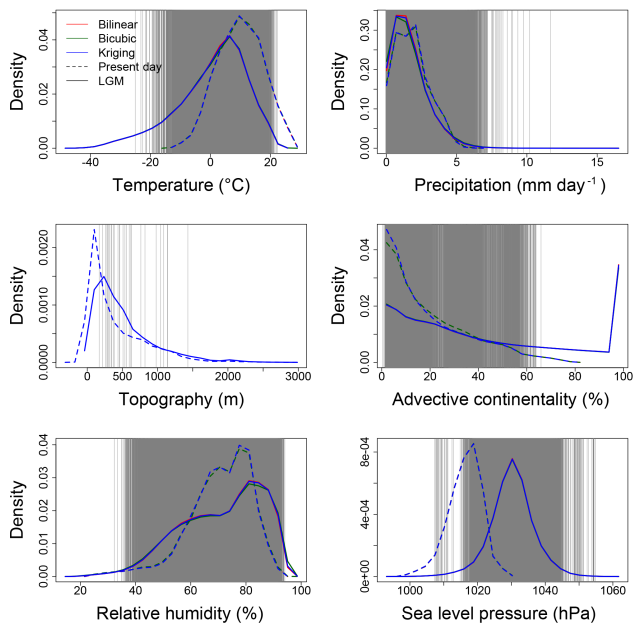 Bilinear
Bicubic
Kriging
Present day
LGM
Density
0.00
0.02
0.04
-40
-20
0
20
Temperature (°C)
Density
0.00
0.10
0.20
0.30
0
5
10
15
Precipitation (mm day⁻¹)
Density
0.0000
0.0010
0.0020
0
500
1000
2000
3000
Topography (m)
Density
0.00
0.02
0.04
0
20
40
60
80
100
Advective continentality (%)
Density
0.00
0.01
0.02
0.03
0.04
20
40
60
80
100
Relative humidity (%)
Density
0e+00
4e-04
8e-04
1000
1020
1040
1060
Sea level pressure (hPa)